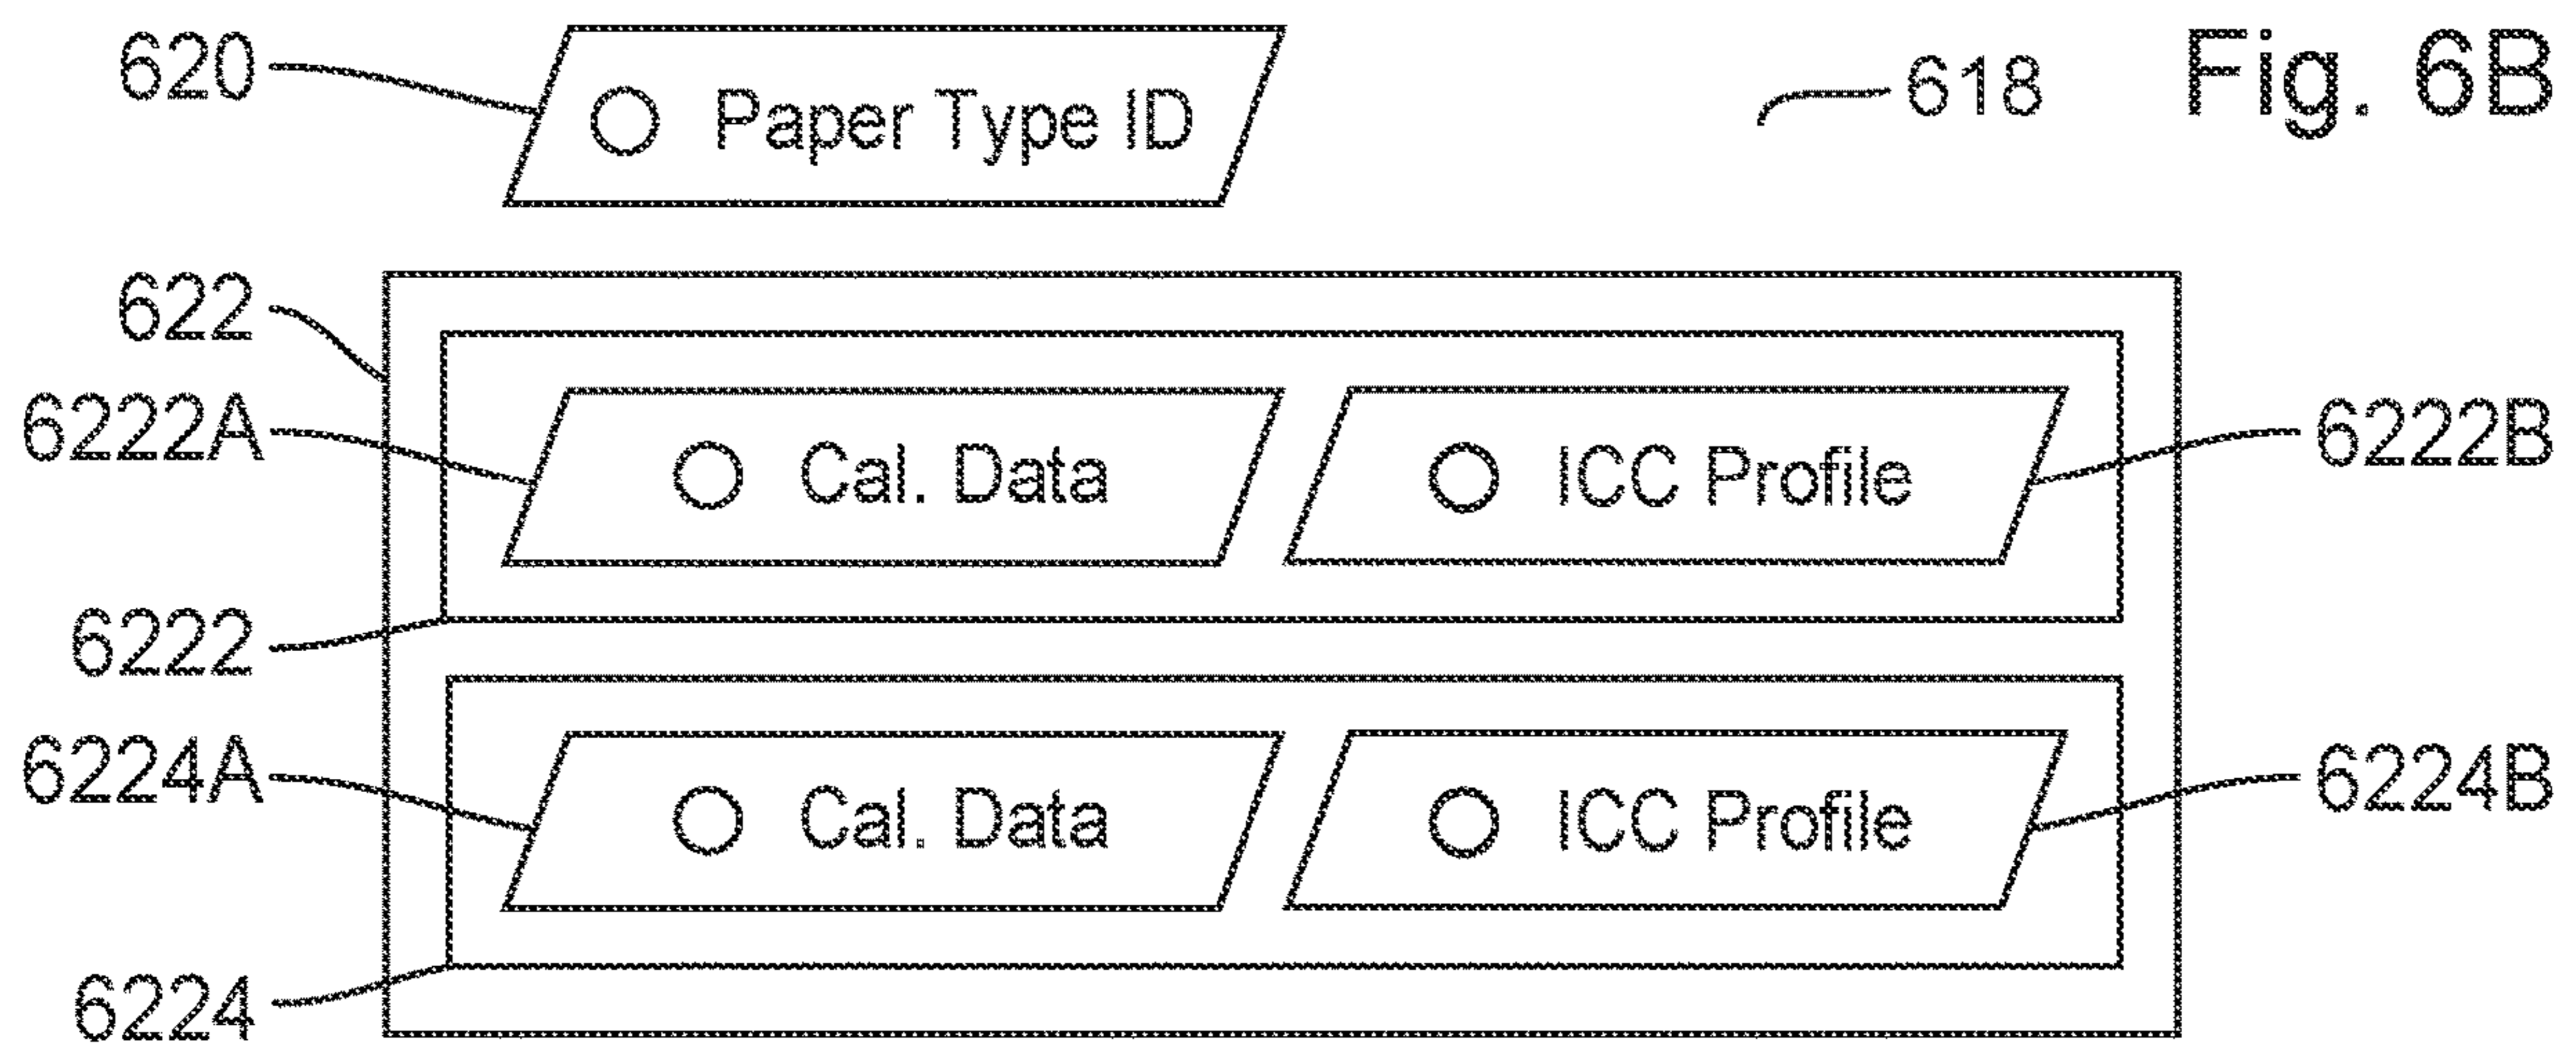 620
Paper Type ID
618
Fig. 6B
622
6222A
Cal. Data
ICC Profile
6222B
6222
6224A
Cal. Data
ICC Profile
6224B
6224